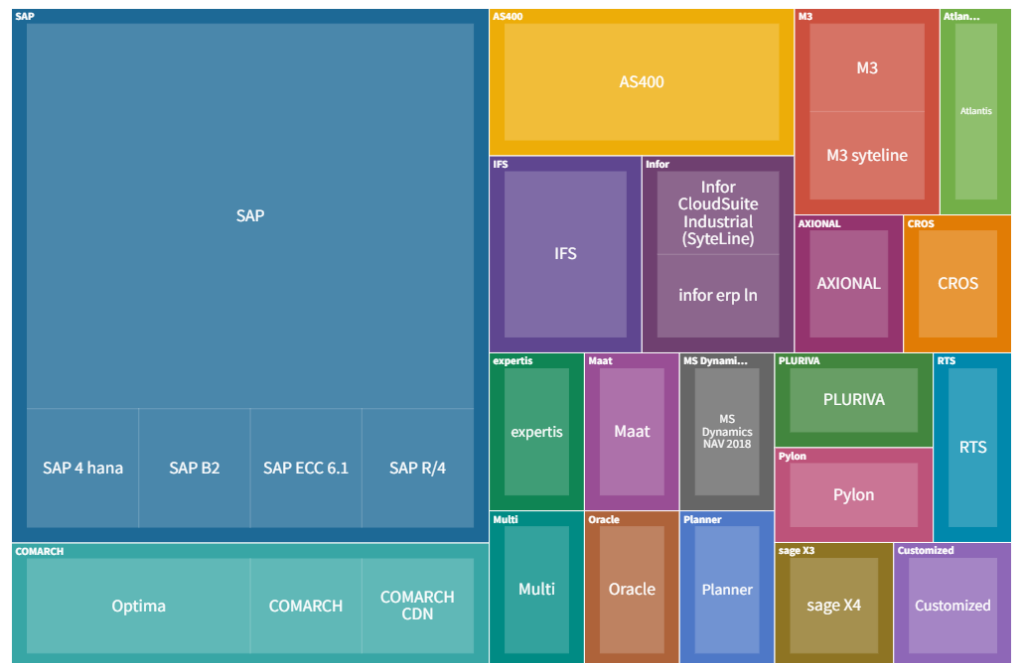 SAP
SAP
SAP 4 hana
SAP B2
SAP ECC 6.1
SAP R/4
COMARCH
Optima
COMARCH
COMARCH
CDN
AS400
AS400
IFS
IFS
Infor
Infor
CloudSuite
Industrial
(SyteLine)
infor erp ln
M3
M3
M3 syteline
Atlan...
Atlantis
AXIONAL
AXIONAL
CROS
CROS
expertis
expertis
Maat
Maat
MS Dynami...
MS
Dynamics
NAV 2018
PLURIVA
PLURIVA
Pylon
Pylon
RTS
RTS
Multi
Multi
Oracle
Oracle
Planner
Planner
sage X3
sage X4
Customized
Customized